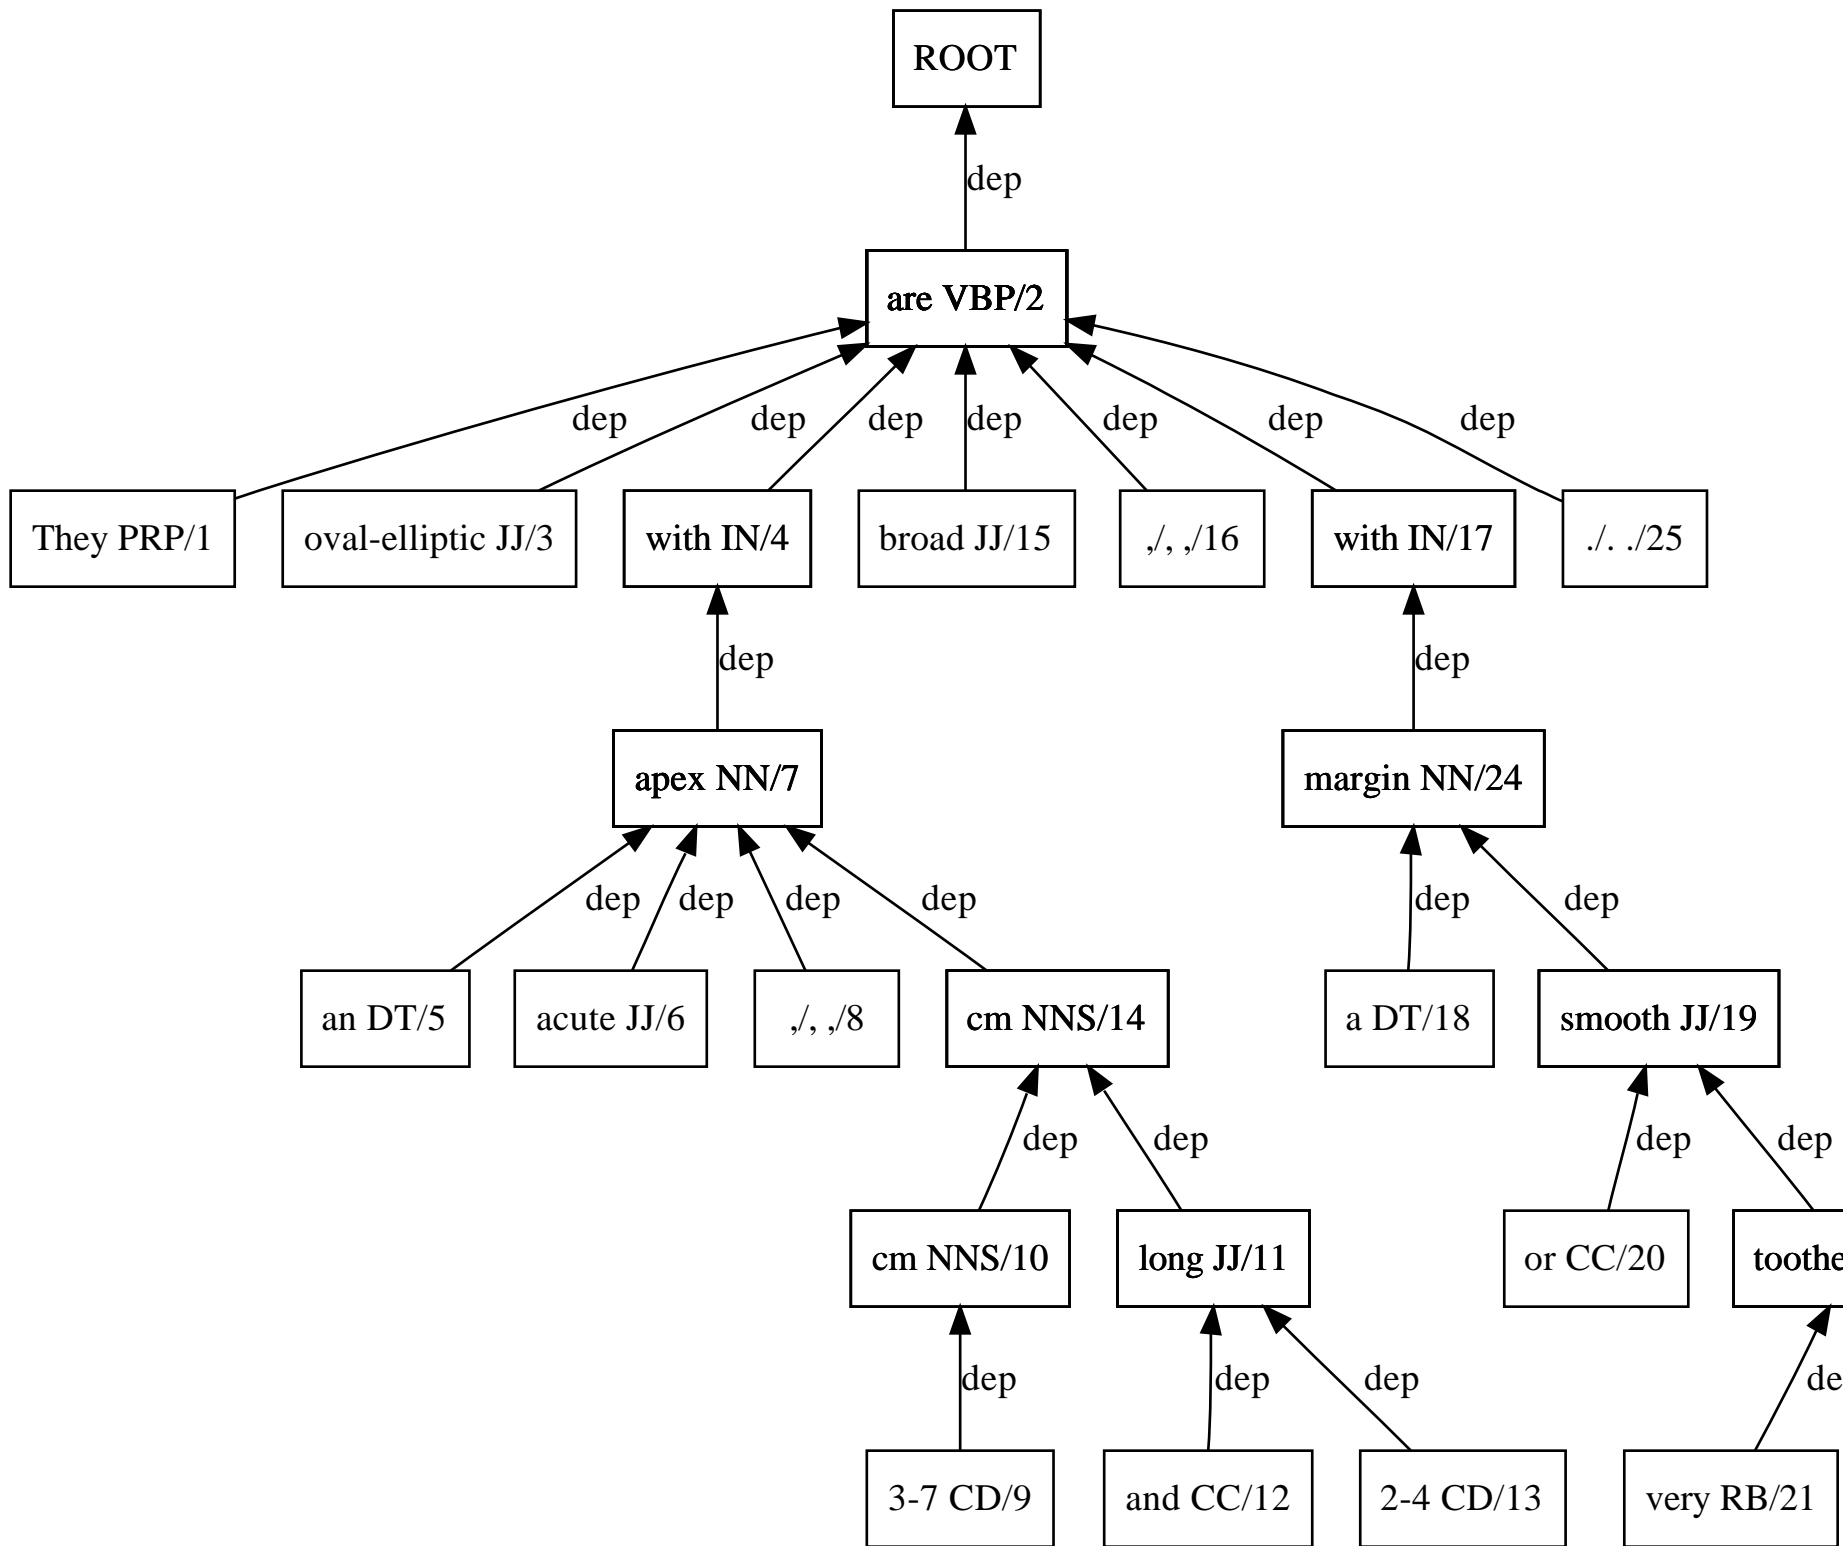 ROOT
dep
are VBP/2
dep dep dep dep dep dep dep
They PRP/1 oval-elliptic JJ/3 with IN/4 broad JJ/15 ,/, ,/16 with IN/17 ./. ./25
dep dep
apex NN/7 margin NN/24
dep dep dep dep dep dep
an DT/5 acute JJ/6 ,/, ,/8 cm NNS/14 a DT/18 smooth JJ/19
dep dep dep dep
cm NNS/10 long JJ/11 or CC/20 toothe
dep dep dep de
3-7 CD/9 and CC/12 2-4 CD/13 very RB/21